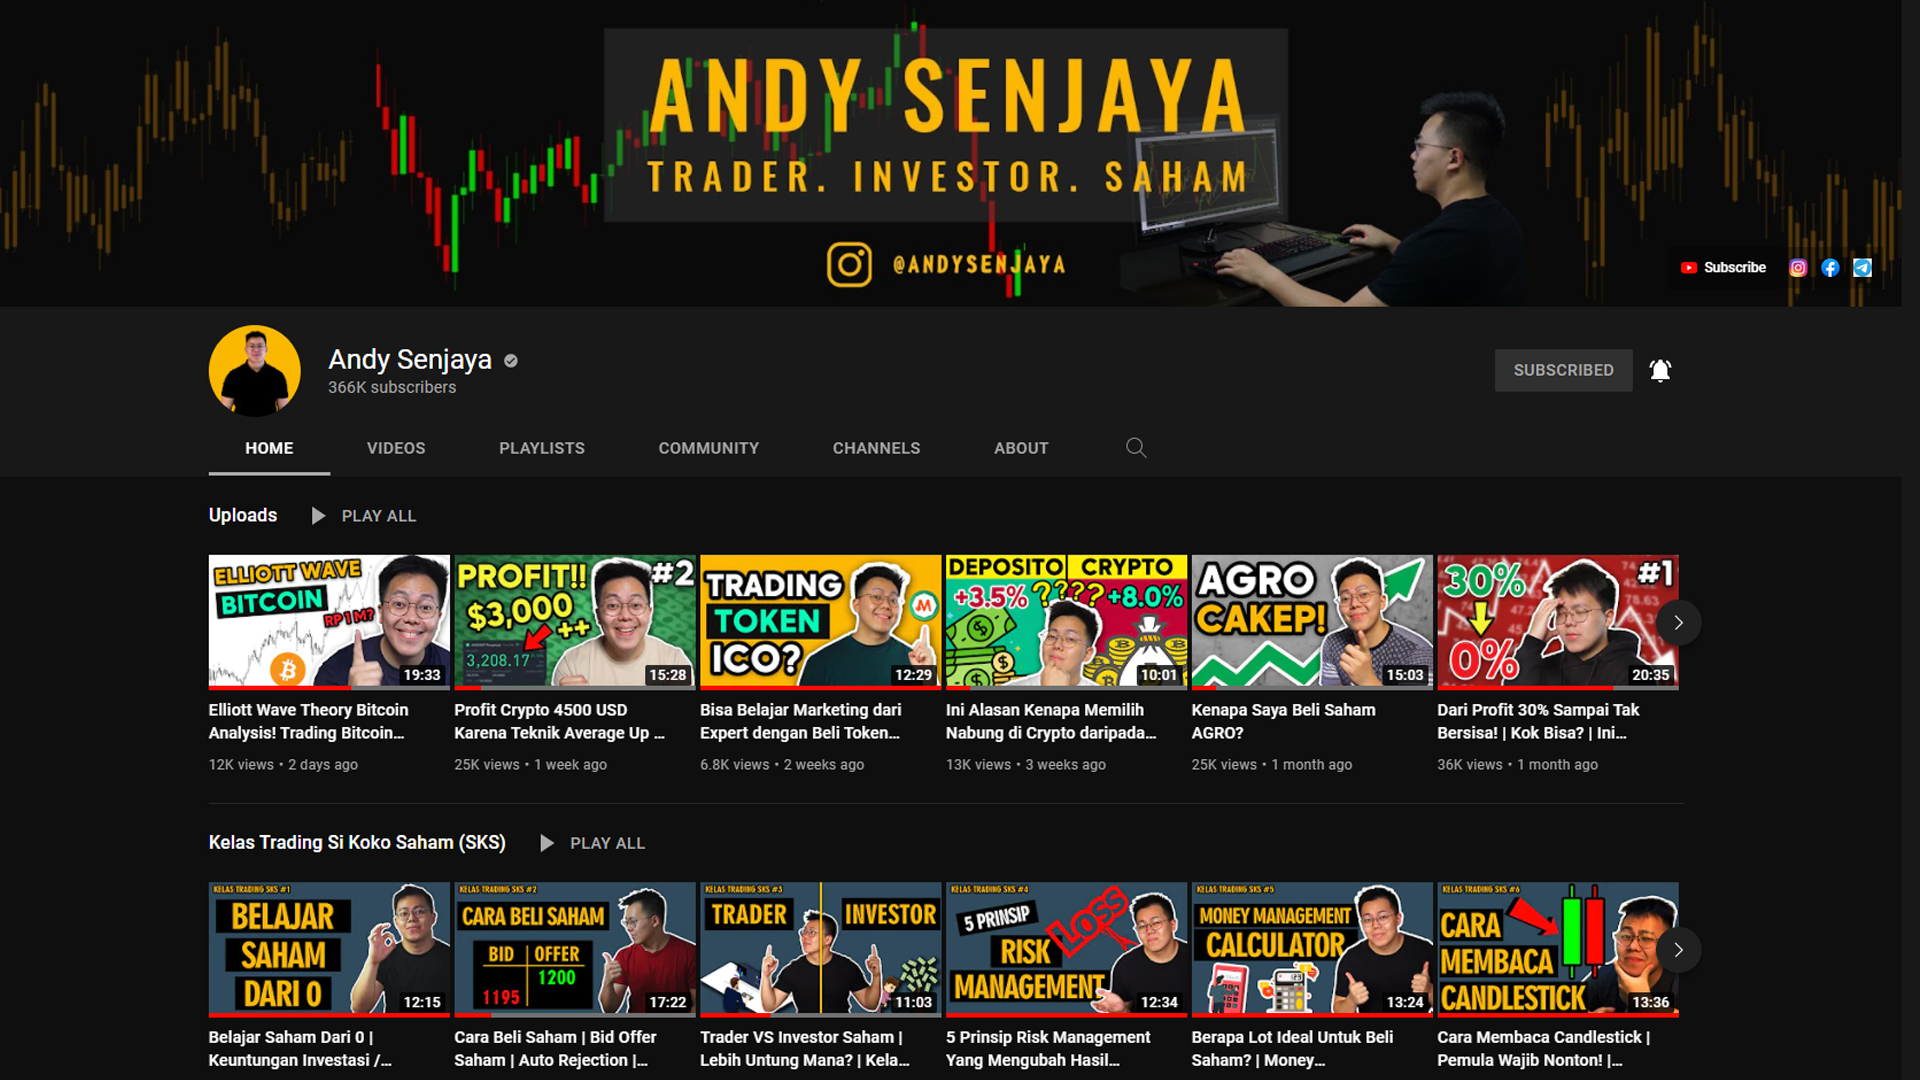 ANDY SENJAYA
TRADER. INVESTOR. SAHAM
@ANDYSENJAYA
Subscribe
Andy Senjaya
366K subscribers
SUBSCRIBED
HOME VIDEOS PLAYLISTS COMMUNITY CHANNELS ABOUT
Uploads PLAY ALL
ELLIOTT WAVE
BITCOIN
RP 1 M?
19:33
PROFIT!! #2
$3,000
++
3,208.17
15:28
TRADING
TOKEN
ICO?
12:29
DEPOSITO CRYPTO
+3.5% ???? +8.0%
10:01
AGRO
CAKEP!
15:03
30% #1
0%
20:35
Elliott Wave Theory Bitcoin
Analysis! Trading Bitcoin...
12K views • 2 days ago
Profit Crypto 4500 USD
Karena Teknik Average Up ...
25K views • 1 week ago
Bisa Belajar Marketing dari
Expert dengan Beli Token...
6.8K views • 2 weeks ago
Ini Alasan Kenapa Memilih
Nabung di Crypto daripada...
13K views • 3 weeks ago
Kenapa Saya Beli Saham
AGRO?
25K views • 1 month ago
Dari Profit 30% Sampai Tak
Bersisa! | Kok Bisa? | Ini...
36K views • 1 month ago
Kelas Trading Si Koko Saham (SKS) PLAY ALL
KELAS TRADING SKS #1
BELAJAR
SAHAM
DARI 0
12:15
KELAS TRADING SKS #2
CARA BELI SAHAM
BID OFFER
1200
1195
17:22
KELAS TRADING SKS #3
TRADER INVESTOR
11:03
KELAS TRADING SKS #4
5 PRINSIP
LOSS
RISK
MANAGEMENT
12:34
KELAS TRADING SKS #5
MONEY MANAGEMENT
CALCULATOR
13:24
KELAS TRADING SKS #6
CARA
MEMBACA
CANDLESTICK
13:36
Belajar Saham Dari 0 |
Keuntungan Investasi /...
Cara Beli Saham | Bid Offer
Saham | Auto Rejection |...
Trader VS Investor Saham |
Lebih Untung Mana? | Kela...
5 Prinsip Risk Management
Yang Mengubah Hasil...
Berapa Lot Ideal Untuk Beli
Saham? | Money...
Cara Membaca Candlestick |
Pemula Wajib Nonton! |...